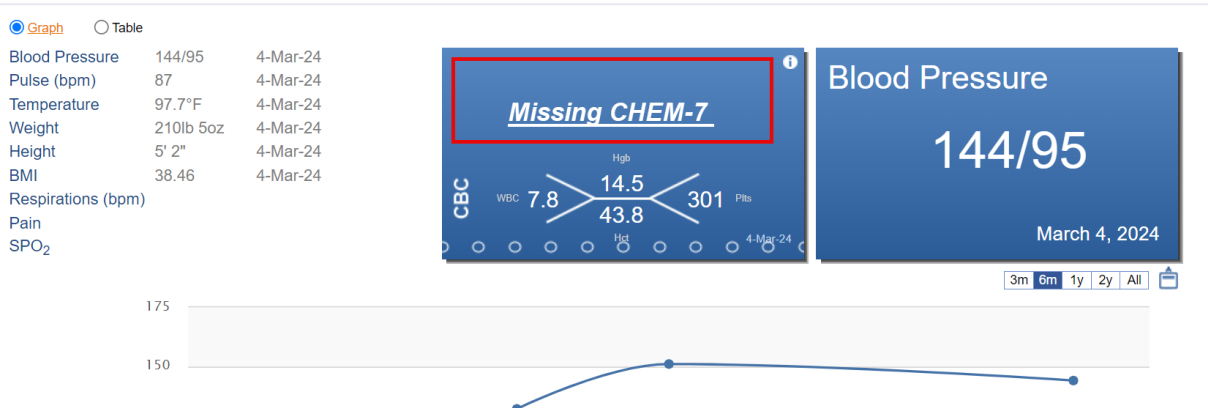 Graph Table
Blood Pressure 144/95 4-Mar-24
Pulse (bpm) 87 4-Mar-24
Temperature 97.7°F 4-Mar-24
Weight 210lb 5oz 4-Mar-24
Height 5' 2" 4-Mar-24
BMI 38.46 4-Mar-24
Respirations (bpm)
Pain
SPO₂
Missing CHEM-7
CBC
Hgb
14.5
WBC 7.8 301 Plts
43.8
Hct
4-Mar-24
Blood Pressure
144/95
March 4, 2024
3m 6m 1y 2y All
175
150